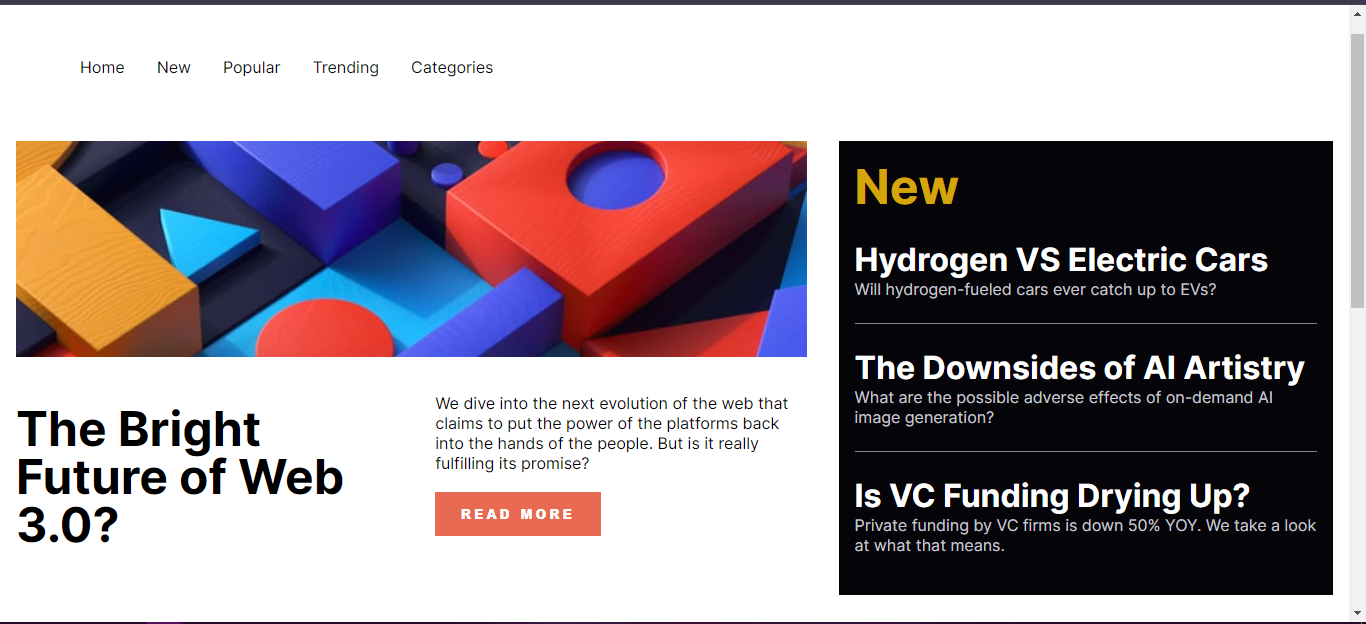 Home New Popular Trending Categories
The Bright
Future of Web
3.0?
We dive into the next evolution of the web that
claims to put the power of the platforms back
into the hands of the people. But is it really
fulfilling its promise?
READ MORE
New
Hydrogen VS Electric Cars
Will hydrogen-fueled cars ever catch up to EVs?
The Downsides of AI Artistry
What are the possible adverse effects of on-demand AI
image generation?
Is VC Funding Drying Up?
Private funding by VC firms is down 50% YOY. We take a look
at what that means.